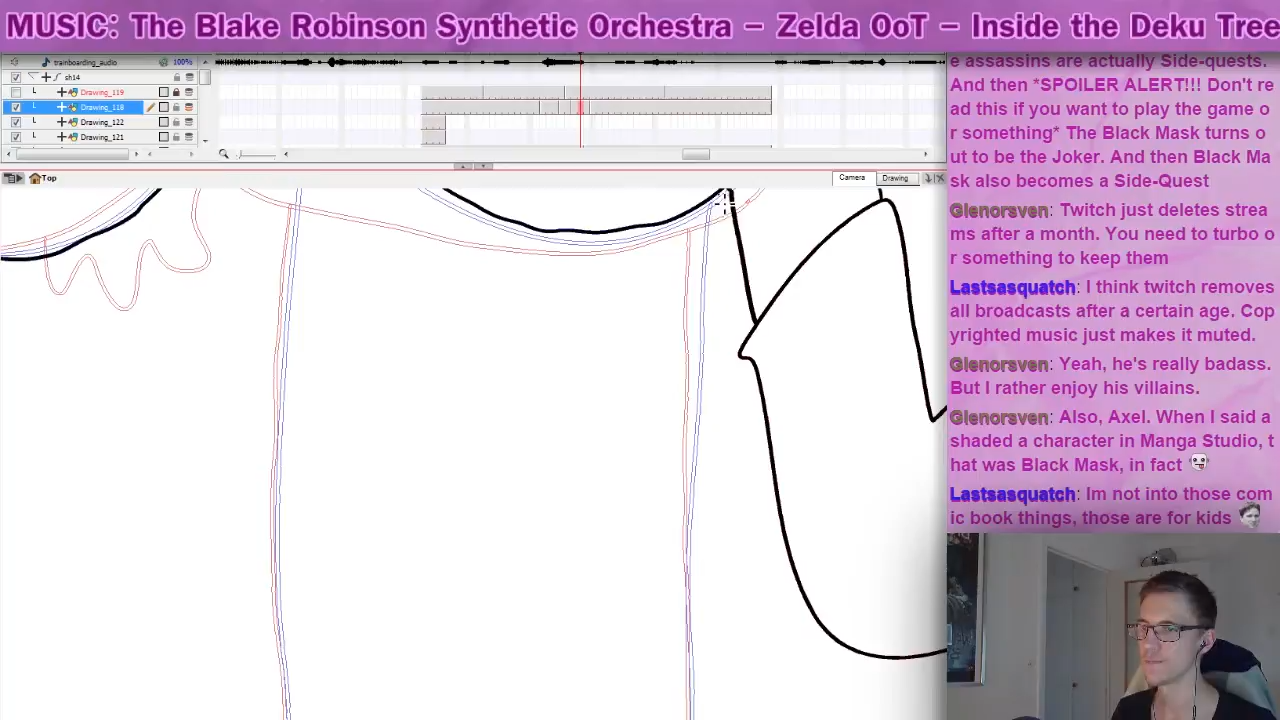 MUSIC: The Blake Robinson Synthetic Orchestra – Zelda OoT – Inside the Deku Tree
trainboarding_audio 100%
sh14
Drawing_119
Drawing_118
Drawing_122
Drawing_121
Top
Camera
Drawing
e assassins are actually Side-quests.
And then *SPOILER ALERT!!! Don't re
ad this if you want to play the game o
r something* The Black Mask turns o
ut to be the Joker. And then Black Ma
sk also becomes a Side-Quest
Glenorsven: Twitch just deletes strea
ms after a month. You need to turbo o
r something to keep them
Lastsasquatch: I think twitch removes
all broadcasts after a certain age. Cop
yrighted music just makes it muted.
Glenorsven: Yeah, he's really badass.
But I rather enjoy his villains.
Glenorsven: Also, Axel. When I said a
shaded a character in Manga Studio, t
hat was Black Mask, in fact
Lastsasquatch: Im not into those com
ic book things, those are for kids